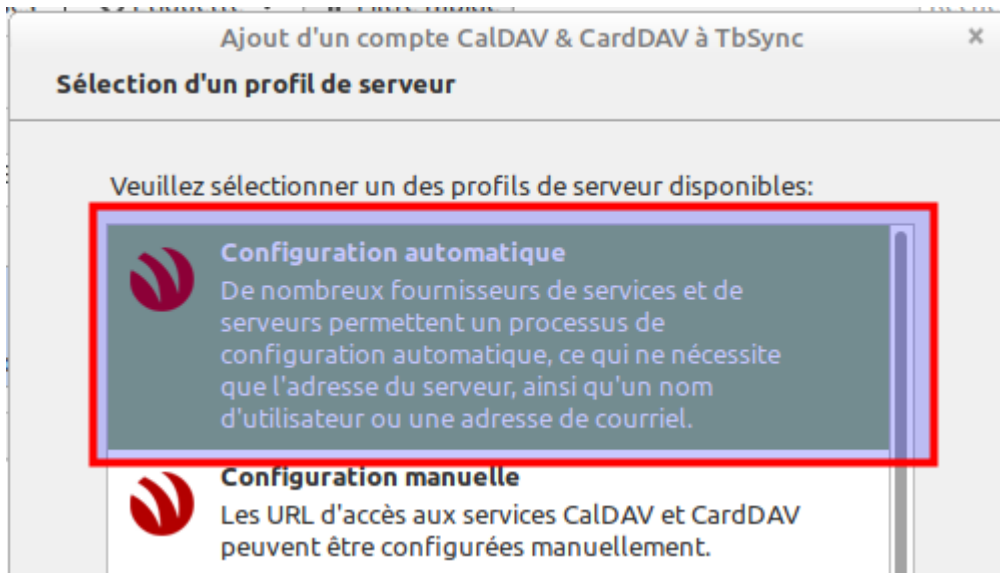 Ajout d'un compte CalDAV & CardDAV à TbSync
Sélection d'un profil de serveur
Veuillez sélectionner un des profils de serveur disponibles:
Configuration automatique
De nombreux fournisseurs de services et de
serveurs permettent un processus de
configuration automatique, ce qui ne nécessite
que l'adresse du serveur, ainsi qu'un nom
d'utilisateur ou une adresse de courriel.
Configuration manuelle
Les URL d'accès aux services CalDAV et CardDAV
peuvent être configurées manuellement.